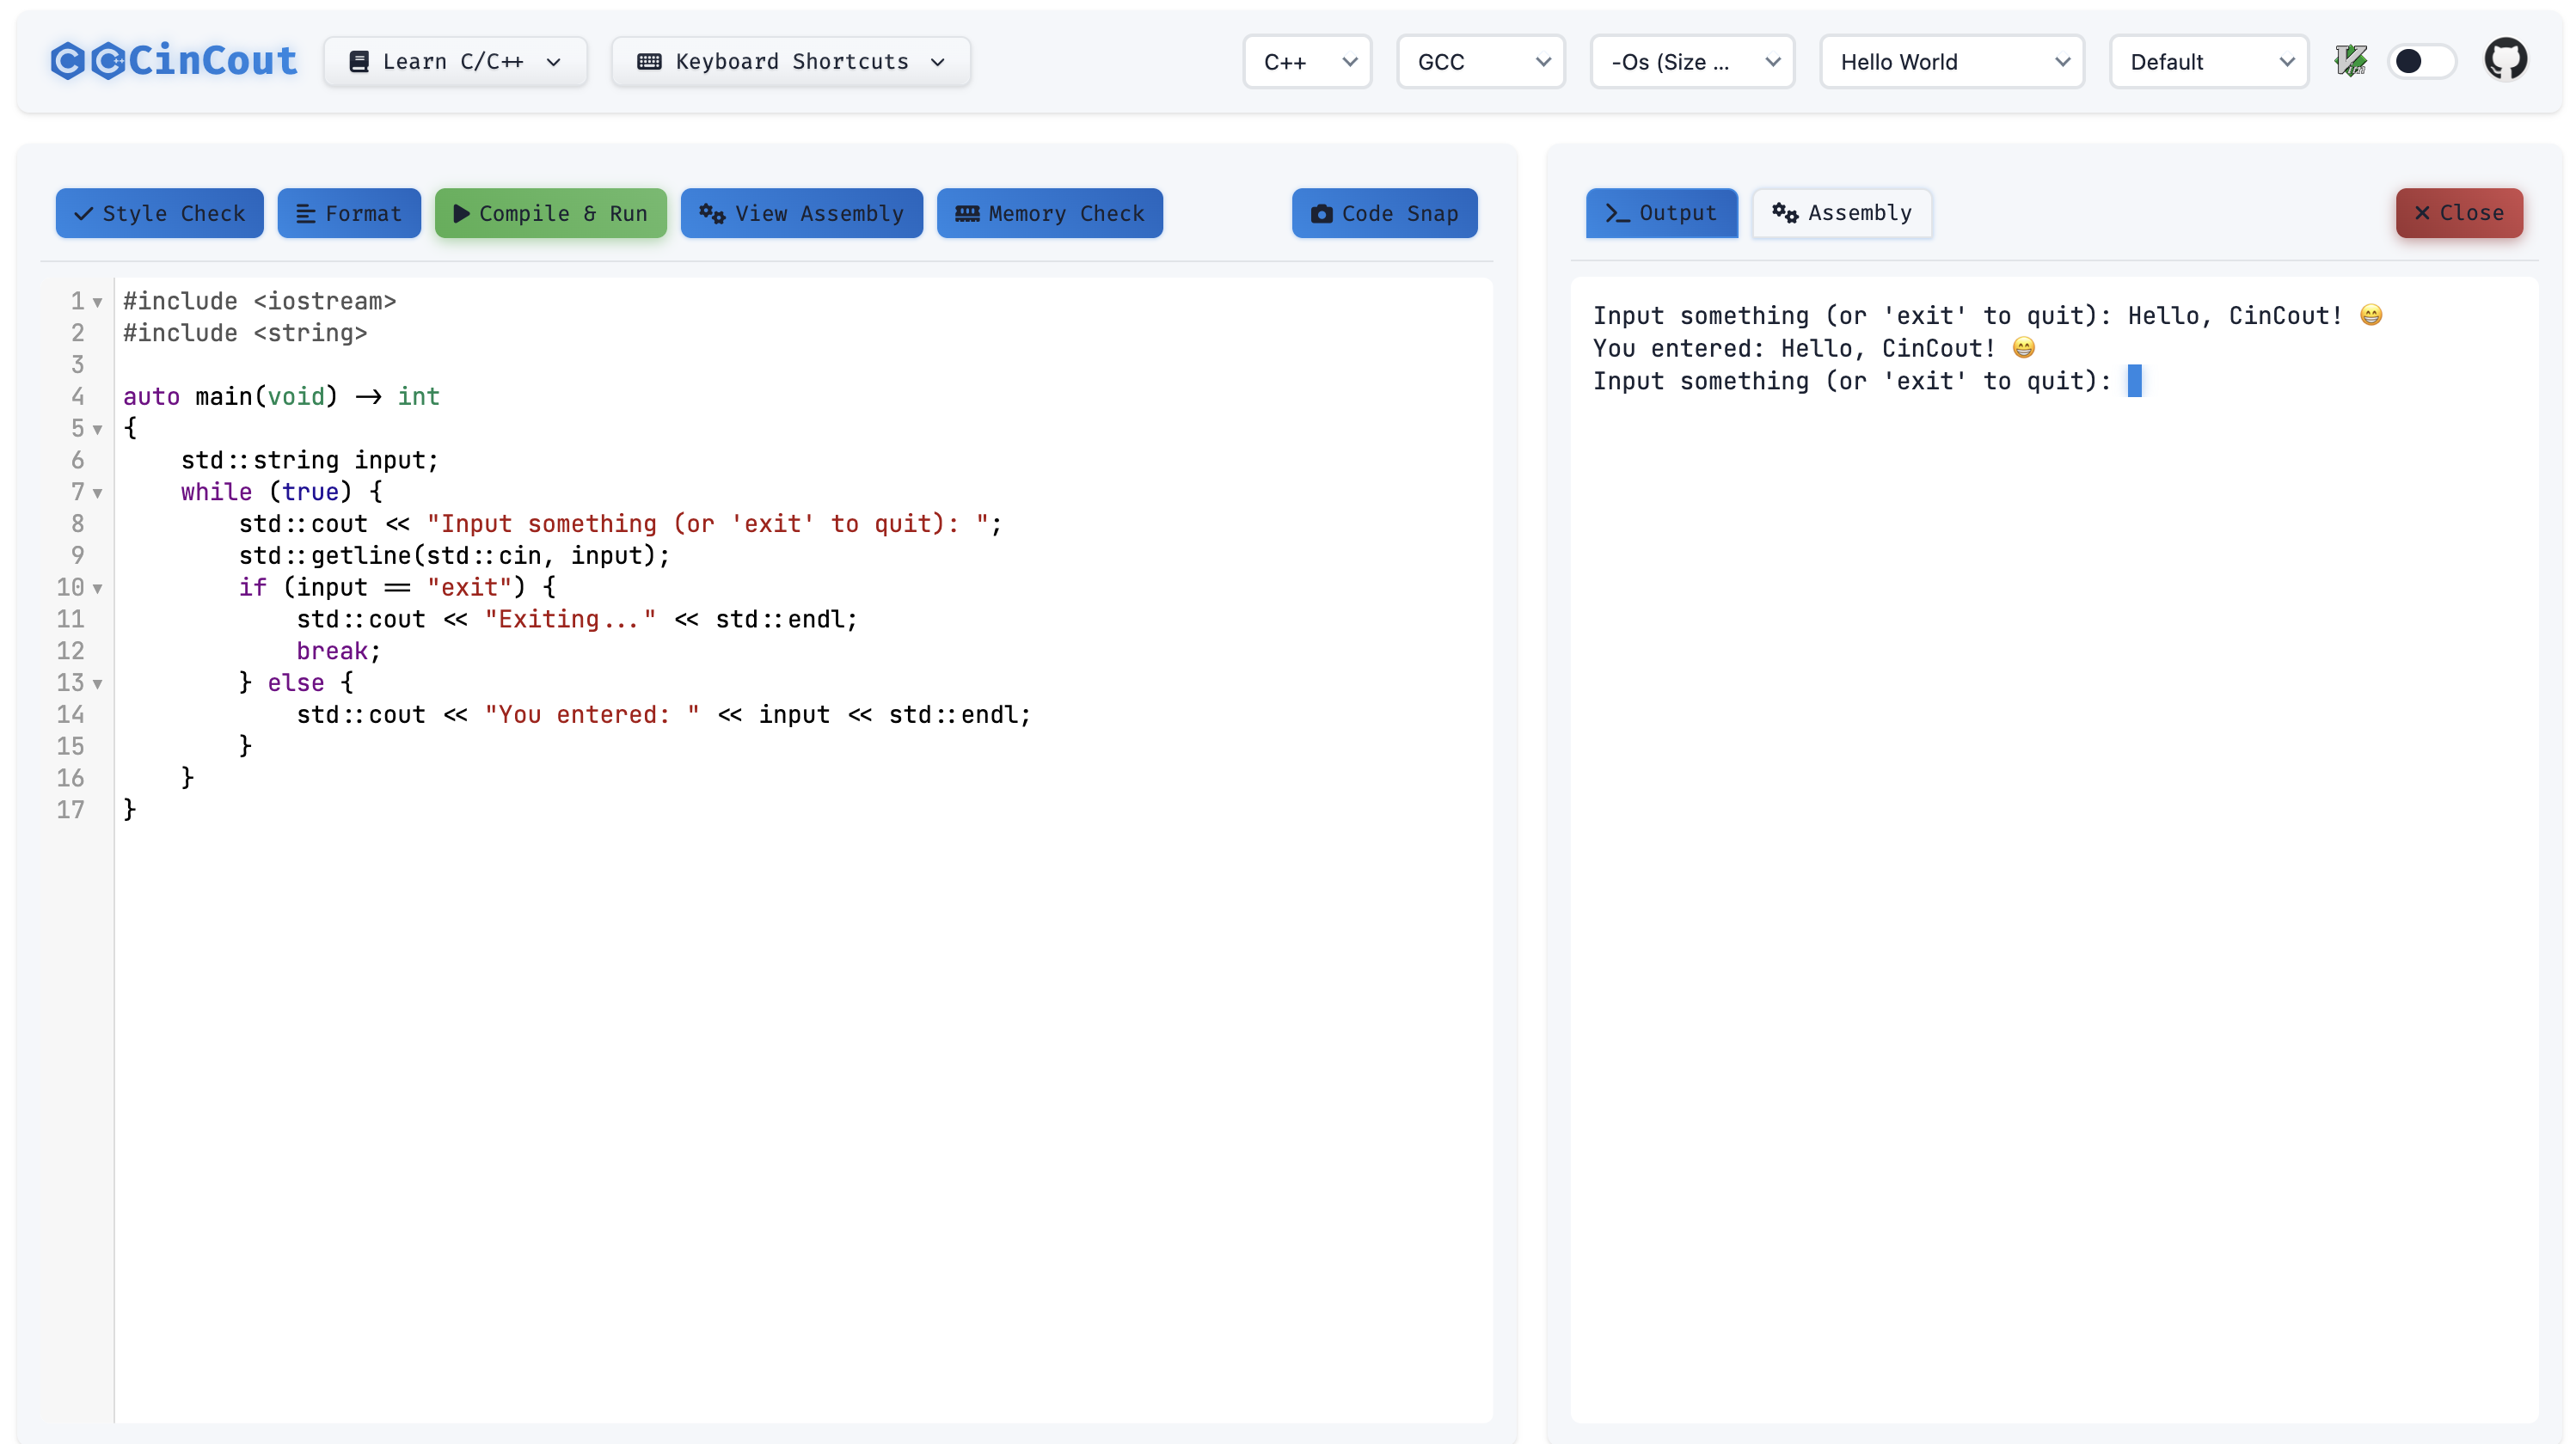 CinCout
Learn C/C++
Keyboard Shortcuts
C++
GCC
-Os (Size ...
Hello World
Default
Style Check
Format
Compile & Run
View Assembly
Memory Check
Code Snap
1 #include <iostream>
2 #include <string>
3
4 auto main(void) -> int
5 {
6     std::string input;
7     while (true) {
8         std::cout << "Input something (or 'exit' to quit): ";
9         std::getline(std::cin, input);
10         if (input == "exit") {
11             std::cout << "Exiting..." << std::endl;
12             break;
13         } else {
14             std::cout << "You entered: " << input << std::endl;
15         }
16     }
17 }
Output
Assembly
Close
Input something (or 'exit' to quit): Hello, CinCout! 😁
You entered: Hello, CinCout! 😁
Input something (or 'exit' to quit):